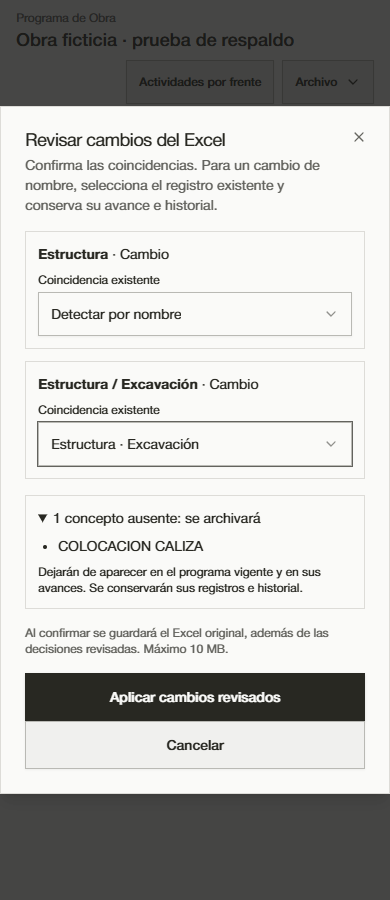 Programa de Obra
Obra ficticia · prueba de respaldo
Actividades por frente
Archivo
Revisar cambios del Excel
Confirma las coincidencias. Para un cambio de
nombre, selecciona el registro existente y
conserva su avance e historial.
Estructura · Cambio
Coincidencia existente
Detectar por nombre
Estructura / Excavación · Cambio
Coincidencia existente
Estructura · Excavación
▼ 1 concepto ausente: se archivará
• COLOCACION CALIZA
Dejarán de aparecer en el programa vigente y en sus
avances. Se conservarán sus registros e historial.
Al confirmar se guardará el Excel original, además de las
decisiones revisadas. Máximo 10 MB.
Aplicar cambios revisados
Cancelar